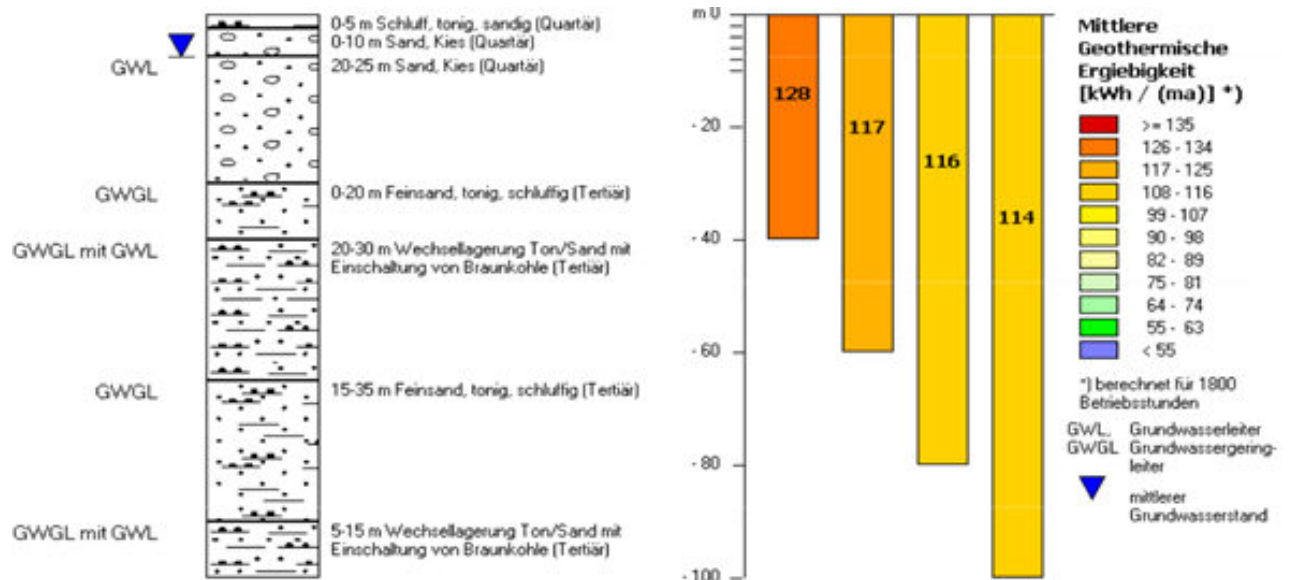 0-5 m Schluff, tonig, sandig (Quartär)
0-10 m Sand, Kies (Quartär)
GWL
20-25 m Sand, Kies (Quartär)
GWGL
0-20 m Feinsand, tonig, schluffig (Tertiär)
GWGL mit GWL
20-30 m Wechsellagerung Ton/Sand mit
Einschaltung von Braunkohle (Tertiär)
GWGL
15-35 m Feinsand, tonig, schluffig (Tertiär)
GWGL mit GWL
5-15 m Wechsellagerung Ton/Sand mit
Einschaltung von Braunkohle (Tertiär)
m 0
- 20
- 40
- 60
- 80
- 100
128
117
116
114
Mittlere
Geothermische
Ergiebigkeit
[kWh / (ma)] *)
>= 135
126 - 134
117 - 125
108 - 116
99 - 107
90 - 98
82 - 89
75 - 81
64 - 74
55 - 63
< 55
*) berechnet für 1800
Betriebsstunden
GWL, Grundwasserleiter
GWGL Grundwassergering-
leiter
mittlerer
Grundwasserstand